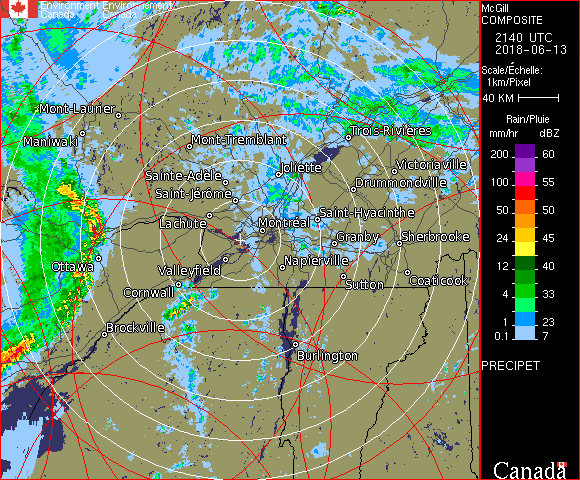 Environment Environnement
Canada Canada
McGill
COMPOSITE
2140 UTC
2018-06-13
Scale/Échelle:
1km/Pixel
40 KM
Rain/Pluie
mm/hr dBZ
200 60
100 55
50 50
24 45
12 40
4 33
1 23
0.1 7
PRECIPET
Canada
Mont-Laurier
Maniwaki
Mont-Tremblant
Trois-Rivières
Victoriaville
Joliette
Sainte-Adèle
Drummondville
Saint-Jérôme
Saint-Hyacinthe
Lachute
Montréal
Granby
Sherbrooke
Ottawa
Valleyfield
Napierville
Cornwall
Sutton
Coaticook
Brockville
Burlington